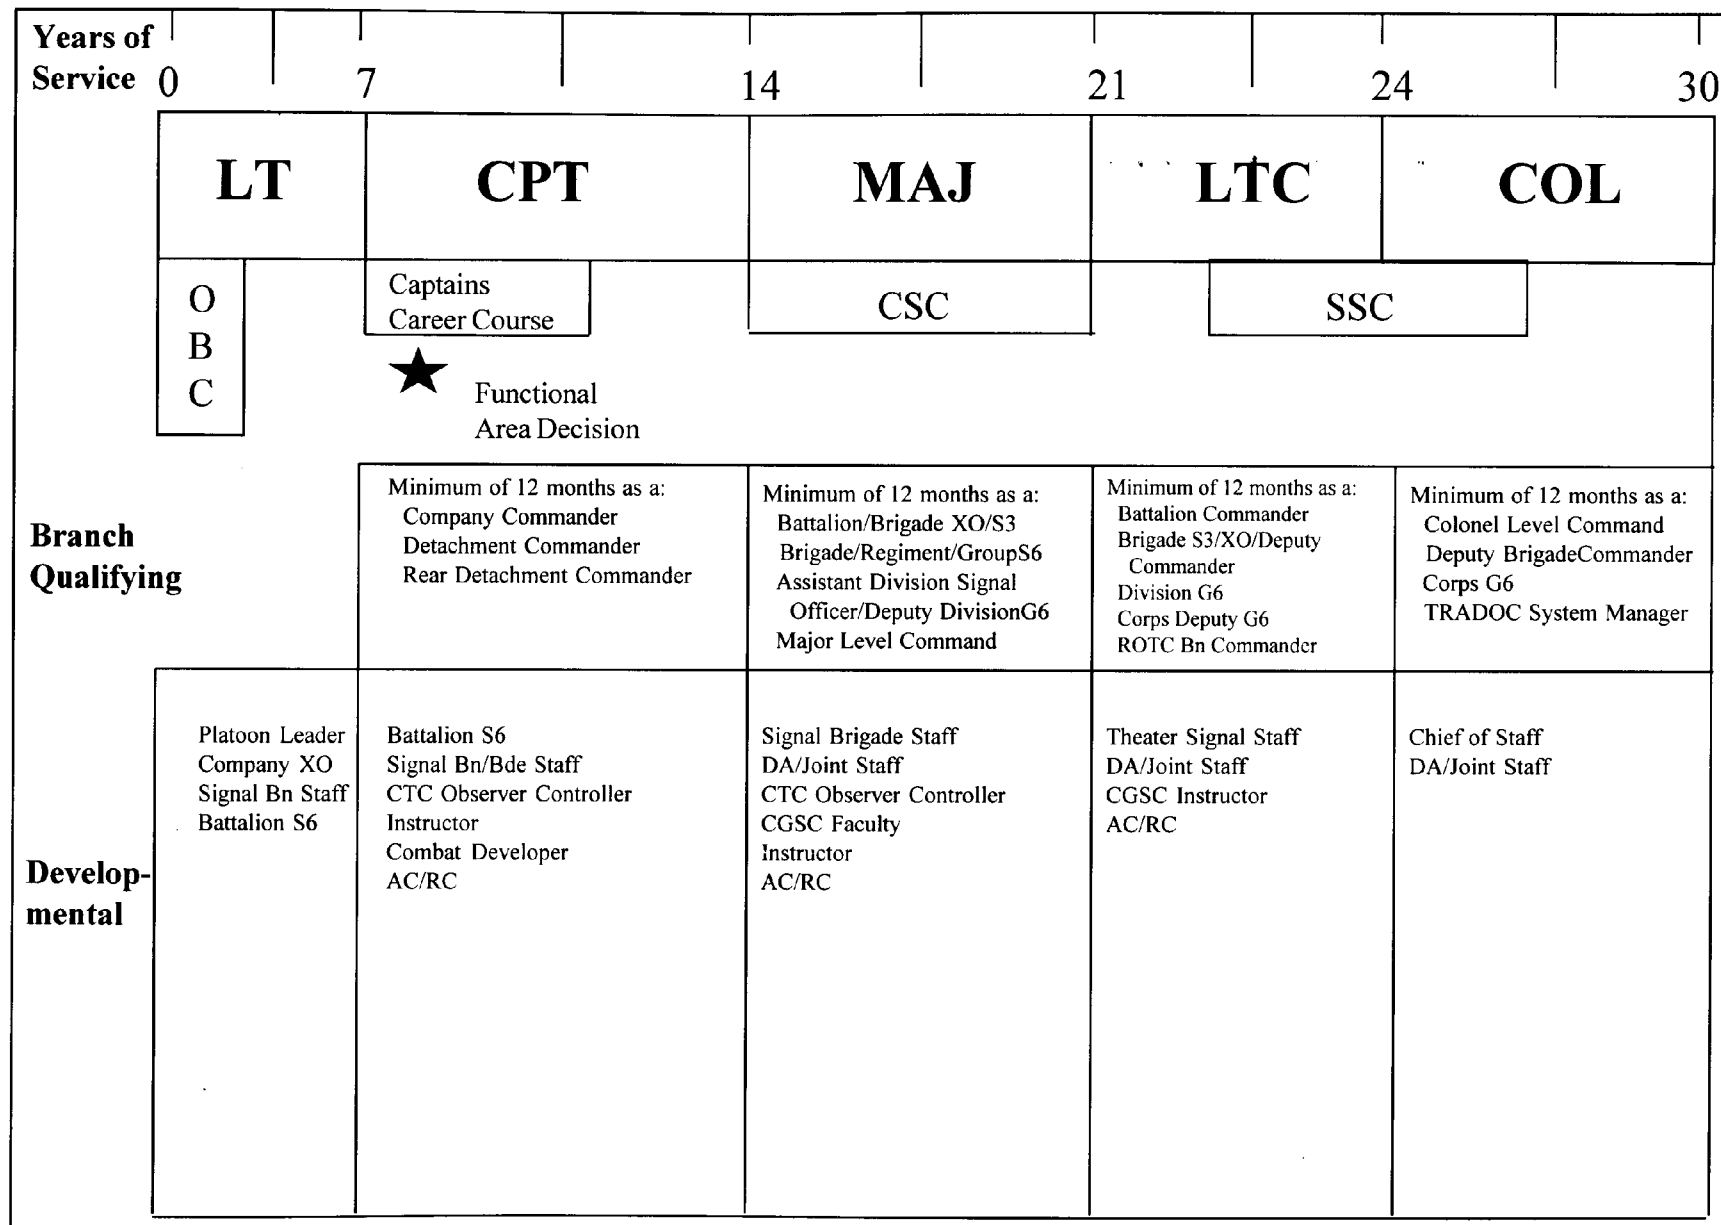 Years of
Service 0 7 14 21 24 30
LT CPT MAJ LTC COL
O
B
C
Captains
Career Course
CSC
SSC
Functional
Area Decision
Branch
Qualifying
Minimum of 12 months as a:
Company Commander
Detachment Commander
Rear Detachment Commander
Minimum of 12 months as a:
Battalion/Brigade XO/S3
Brigade/Regiment/GroupS6
Assistant Division Signal
Officer/Deputy DivisionG6
Major Level Command
Minimum of 12 months as a:
Battalion Commander
Brigade S3/XO/Deputy
Commander
Division G6
Corps Deputy G6
ROTC Bn Commander
Minimum of 12 months as a:
Colonel Level Command
Deputy BrigadeCommander
Corps G6
TRADOC System Manager
Develop-
mental
Platoon Leader
Company XO
Signal Bn Staff
Battalion S6
Battalion S6
Signal Bn/Bde Staff
CTC Observer Controller
Instructor
Combat Developer
AC/RC
Signal Brigade Staff
DA/Joint Staff
CTC Observer Controller
CGSC Faculty
Instructor
AC/RC
Theater Signal Staff
DA/Joint Staff
CGSC Instructor
AC/RC
Chief of Staff
DA/Joint Staff